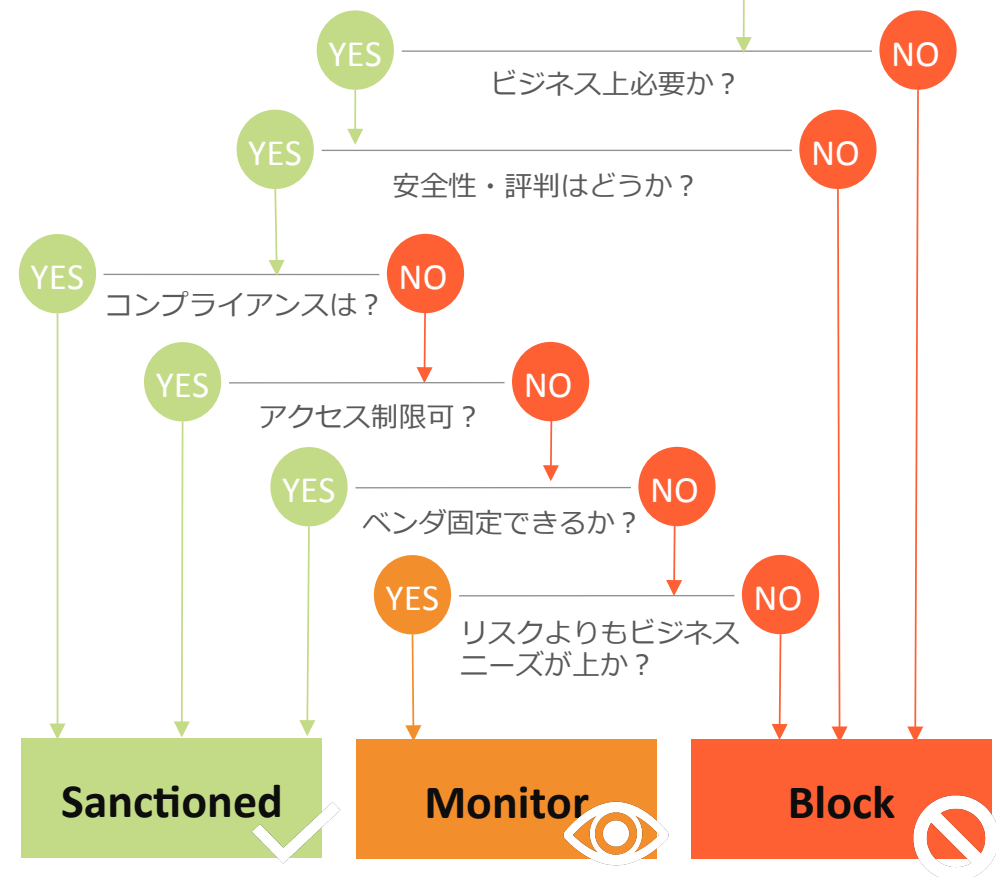 YES
NO
ビジネス上必要か？
YES
NO
安全性・評判はどうか？
YES
NO
コンプライアンスは？
YES
NO
アクセス制限可？
YES
NO
ベンダ固定できるか？
YES
NO
リスクよりもビジネス
ニーズが上か？
Sanctioned
Monitor
Block